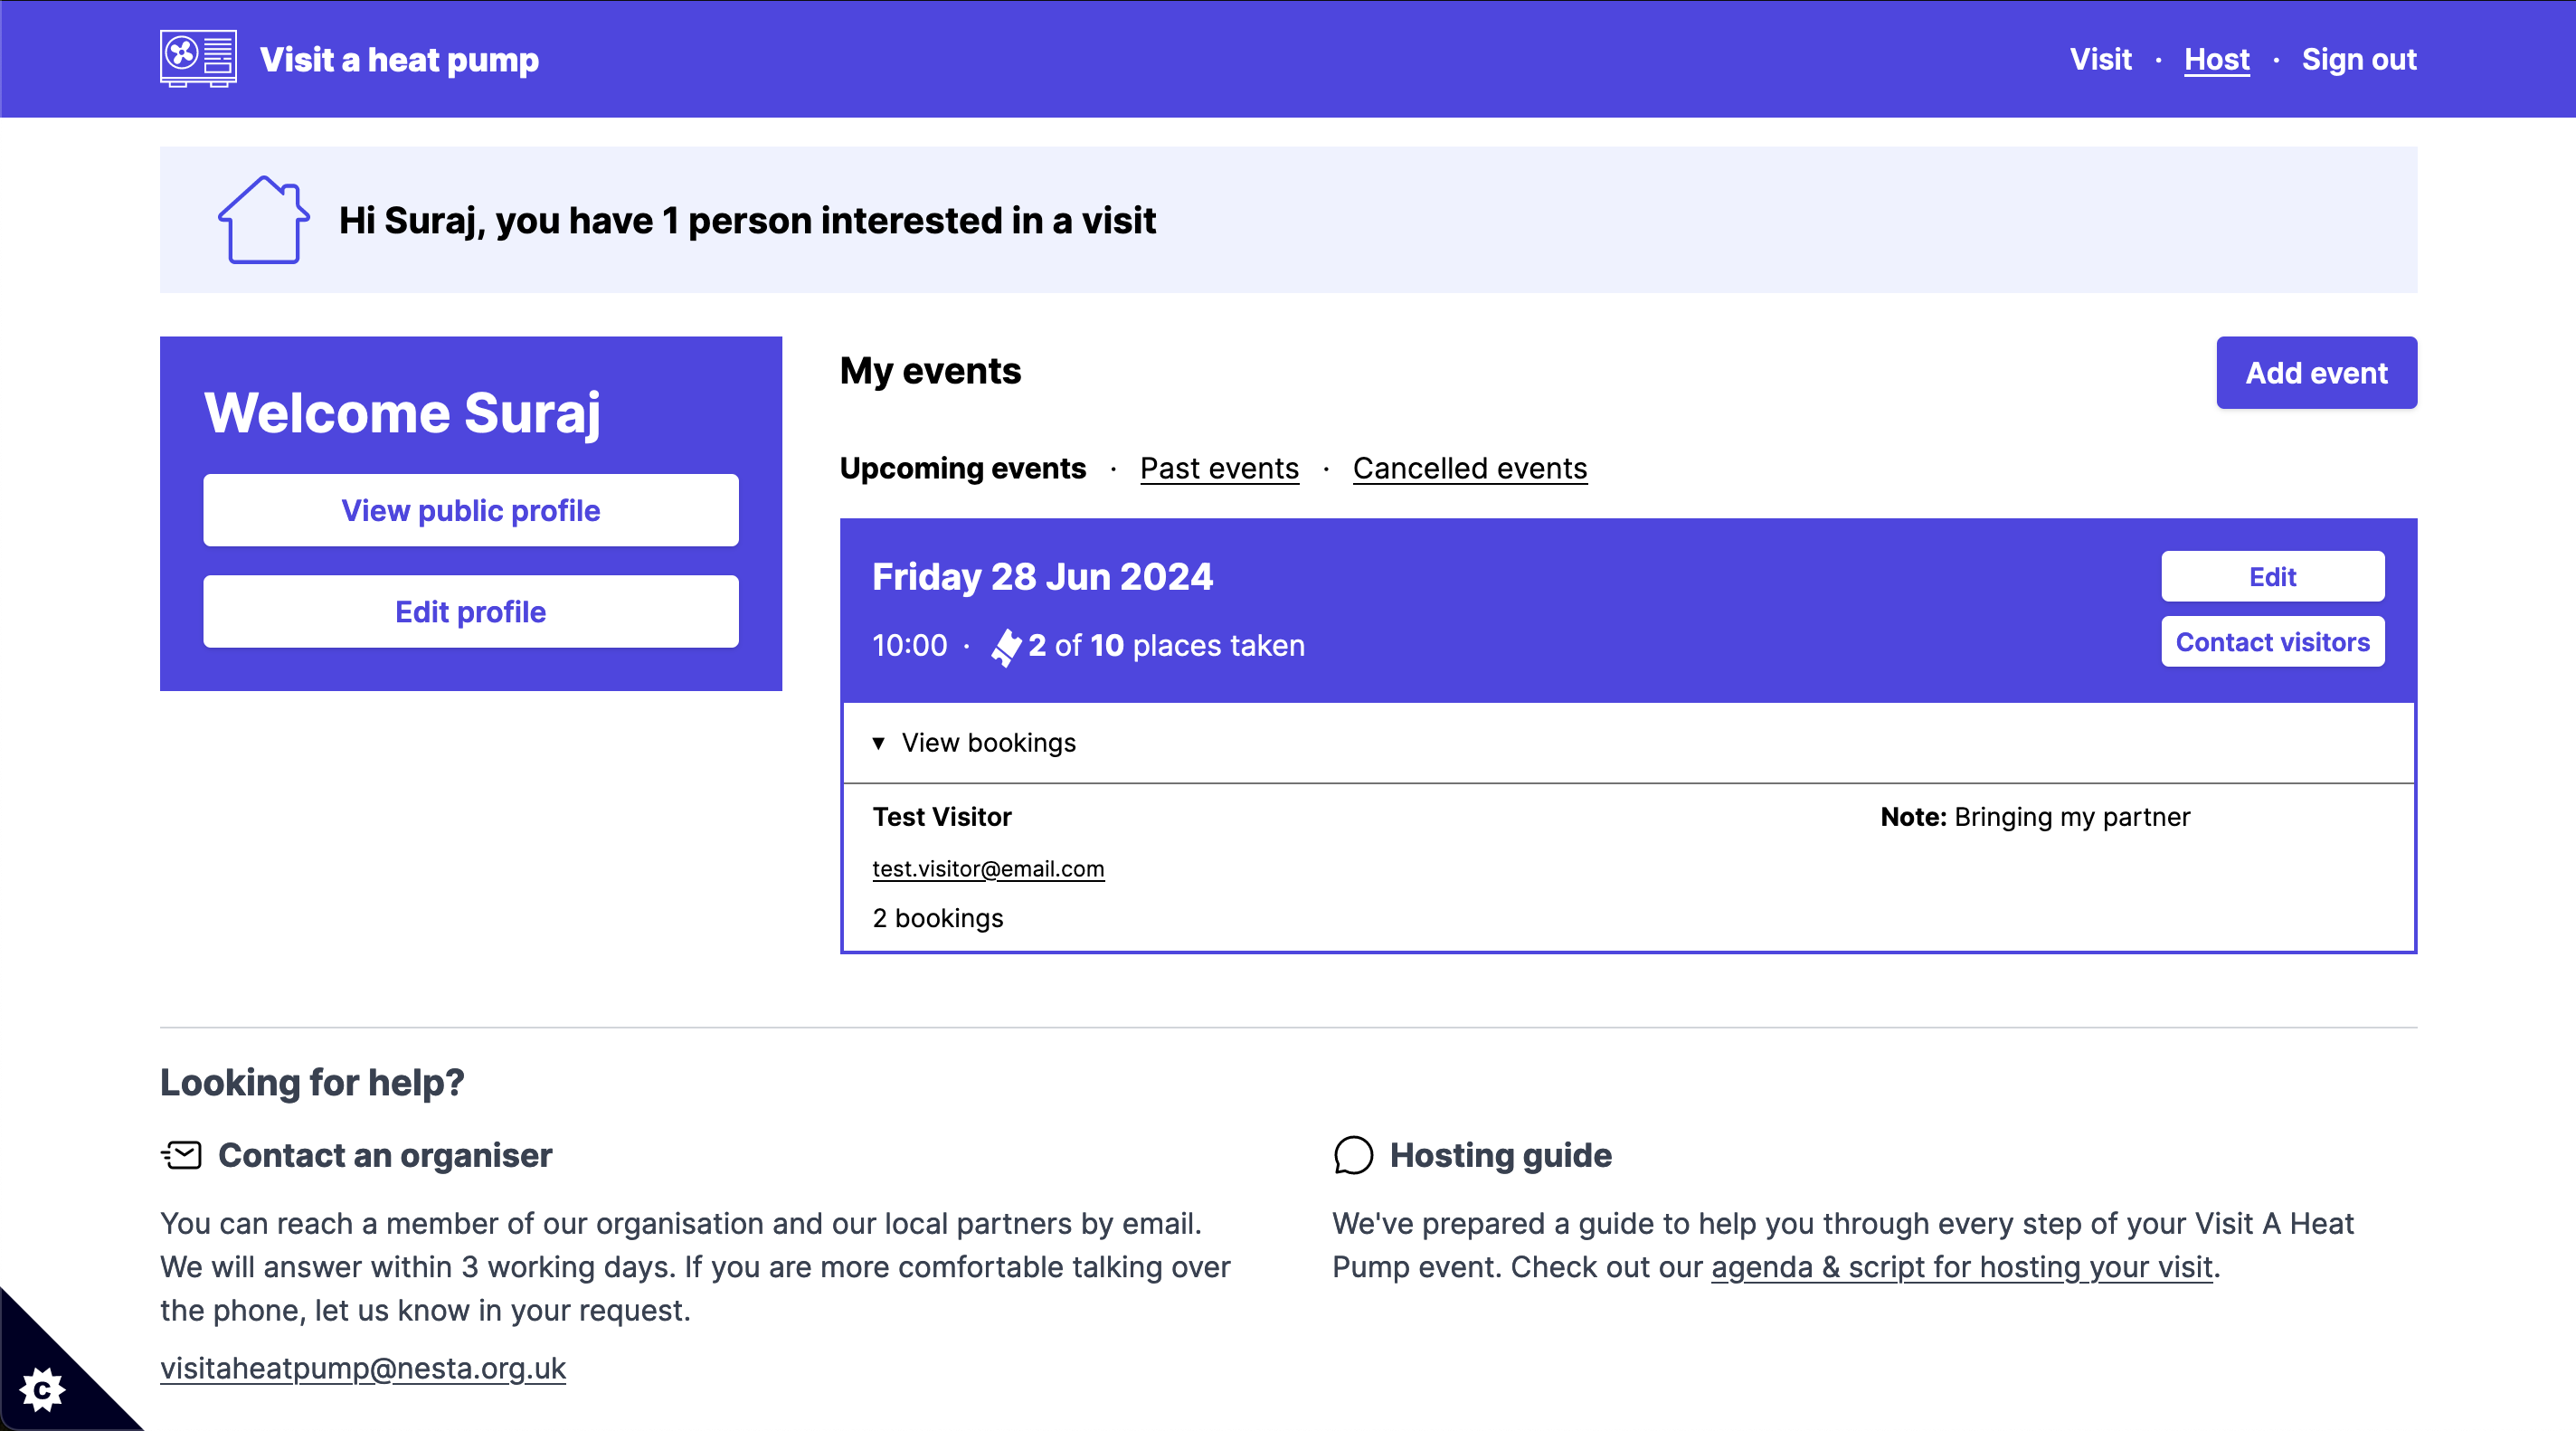 Visit a heat pump
Visit · Host · Sign out
Hi Suraj, you have 1 person interested in a visit
Welcome Suraj
View public profile
Edit profile
My events
Add event
Upcoming events · Past events · Cancelled events
Friday 28 Jun 2024
10:00 · 2 of 10 places taken
Edit
Contact visitors
▼ View bookings
Test Visitor
test.visitor@email.com
2 bookings
Note: Bringing my partner
Looking for help?
Contact an organiser
You can reach a member of our organisation and our local partners by email.
We will answer within 3 working days. If you are more comfortable talking over
the phone, let us know in your request.
visitaheatpump@nesta.org.uk
Hosting guide
We've prepared a guide to help you through every step of your Visit A Heat
Pump event. Check out our agenda & script for hosting your visit.
C